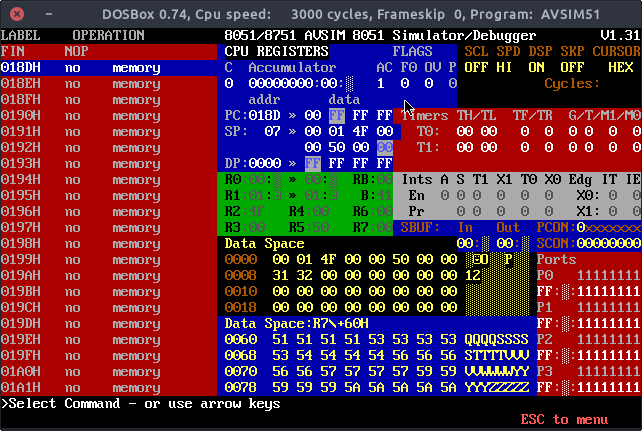 DOSBox 0.74, Cpu speed: 3000 cycles, Frameskip 0, Program: AVSIM51
LABEL OPERATION 8051/8751 AVSIM 8051 Simulator/Debugger V1.31
FIN NOP CPU REGISTERS FLAGS SCL SPD DSP SKP CURSOR
018DH no memory C Accumulator AC F0 OV P OFF HI ON OFF HEX
018EH no memory 0 00000000:00: 1 0 0 0 Cycles:
018FH no memory addr data
0190H no memory PC:018D » 00 FF FF FF Timers TH/TL TF/TR G/T/M1/M0
0191H no memory SP: 07 » 00 01 4F 00 T0: 00 00 0 0 0 0 0 0
0192H no memory 00 50 00 00 T1: 00 00 0 0 0 0 0 0
0193H no memory DP:0000 » FF FF FF FF
0194H no memory R0:00: » 00: RB:00 Ints A S T1 X1 T0 X0 Edg IT IE
0195H no memory R1:01: » 01: B:41 En 0 0 0 0 0 0 X0: 0 0
0196H no memory R2:4F R4:00 R6:00 Pr 0 0 0 0 0 X1: 0 0
0197H no memory R3:00 R5:50 R7:00 SBUF: In Out PCON:0xxxxxxx
0198H no memory Data Space 00: 00: SCON:00000000
0199H no memory 0000 00 01 4F 00 00 50 00 00 O P Ports
019AH no memory 0008 31 32 00 00 00 00 00 00 12 P0 11111111
019BH no memory 0010 00 00 00 00 00 00 00 00 FF: :11111111
019CH no memory 0018 00 00 00 00 00 00 00 00 P1 11111111
019DH no memory Data Space:R7\+60H FF: :11111111
019EH no memory 0060 51 51 51 51 53 53 53 53 QQQQSSSS P2 11111111
019FH no memory 0068 53 54 54 54 54 56 56 56 STTTTVVV FF: :11111111
01A0H no memory 0070 56 56 57 57 57 57 59 59 VVWWWWYY P3 11111111
01A1H no memory 0078 59 59 59 5A 5A 5A 5A 5A YYYZZZZZ FF: :11111111
>Select Command - or use arrow keys
ESC to menu